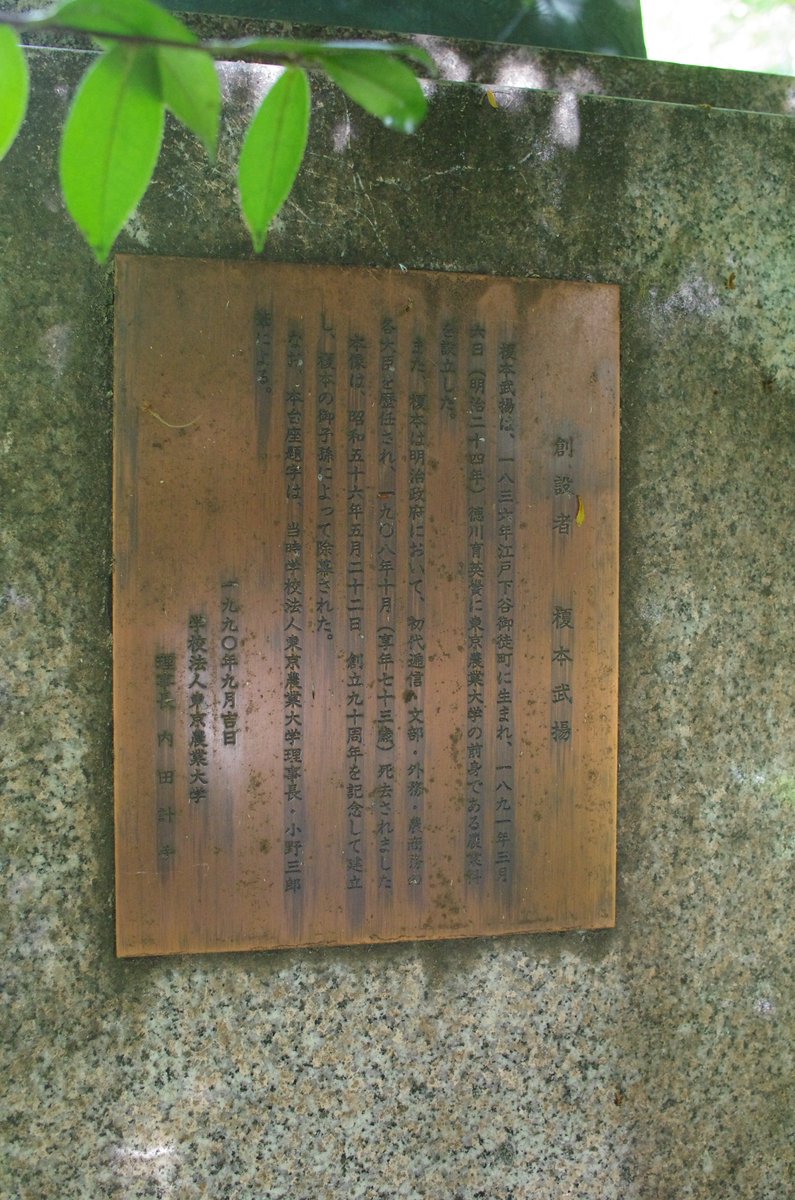 創設者　榎本武揚
榎本武揚は、一八三六年江戸下谷御徒町に生まれ、一八九一年三月
六日（明治二十四年）徳川育英黌に東京農業大学の前身である農業科
を設立した。
また、榎本は明治政府において、初代逓信・文部・外務・農商務の
各大臣を歴任され、一九〇八年十月（享年七十三歳）死去されました
本像は、昭和五十六年五月二十二日、創立九十周年を記念して建立
し、榎本の御子孫によって除幕された。
なお、本台座題字は、当時学校法人東京農業大学理事長・小野三郎
による。
一九九〇年九月吉日
学校法人東京農業大学
理事長　内田計手